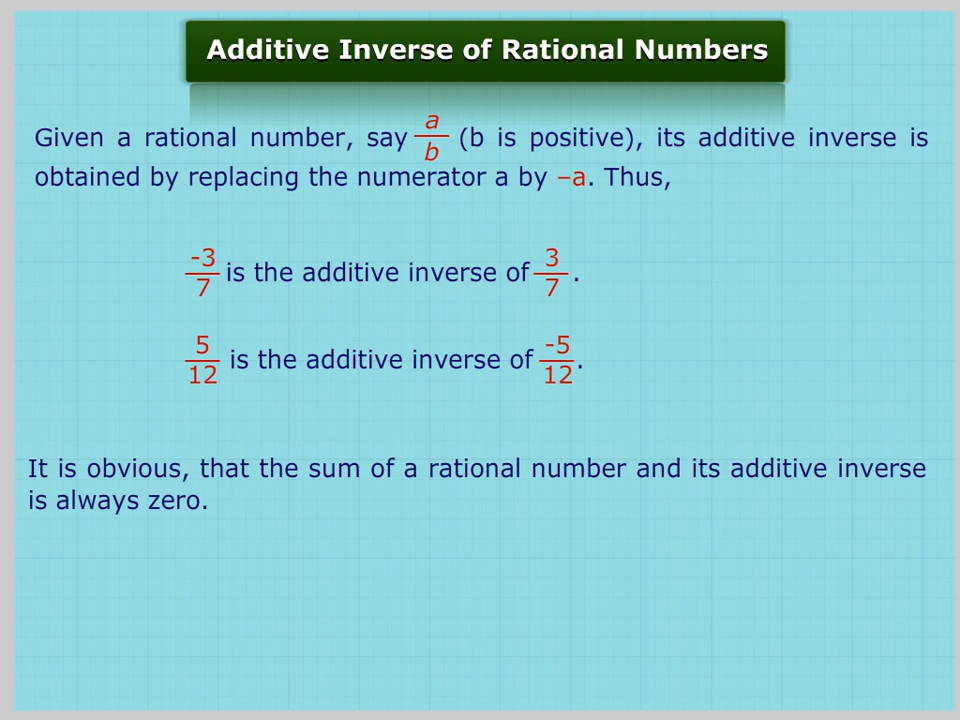 Additive Inverse of Rational Numbers
Given a rational number, say a/b (b is positive), its additive inverse is
obtained by replacing the numerator a by –a. Thus,
-3/7 is the additive inverse of 3/7 .
5/12 is the additive inverse of -5/12.
It is obvious, that the sum of a rational number and its additive inverse
is always zero.